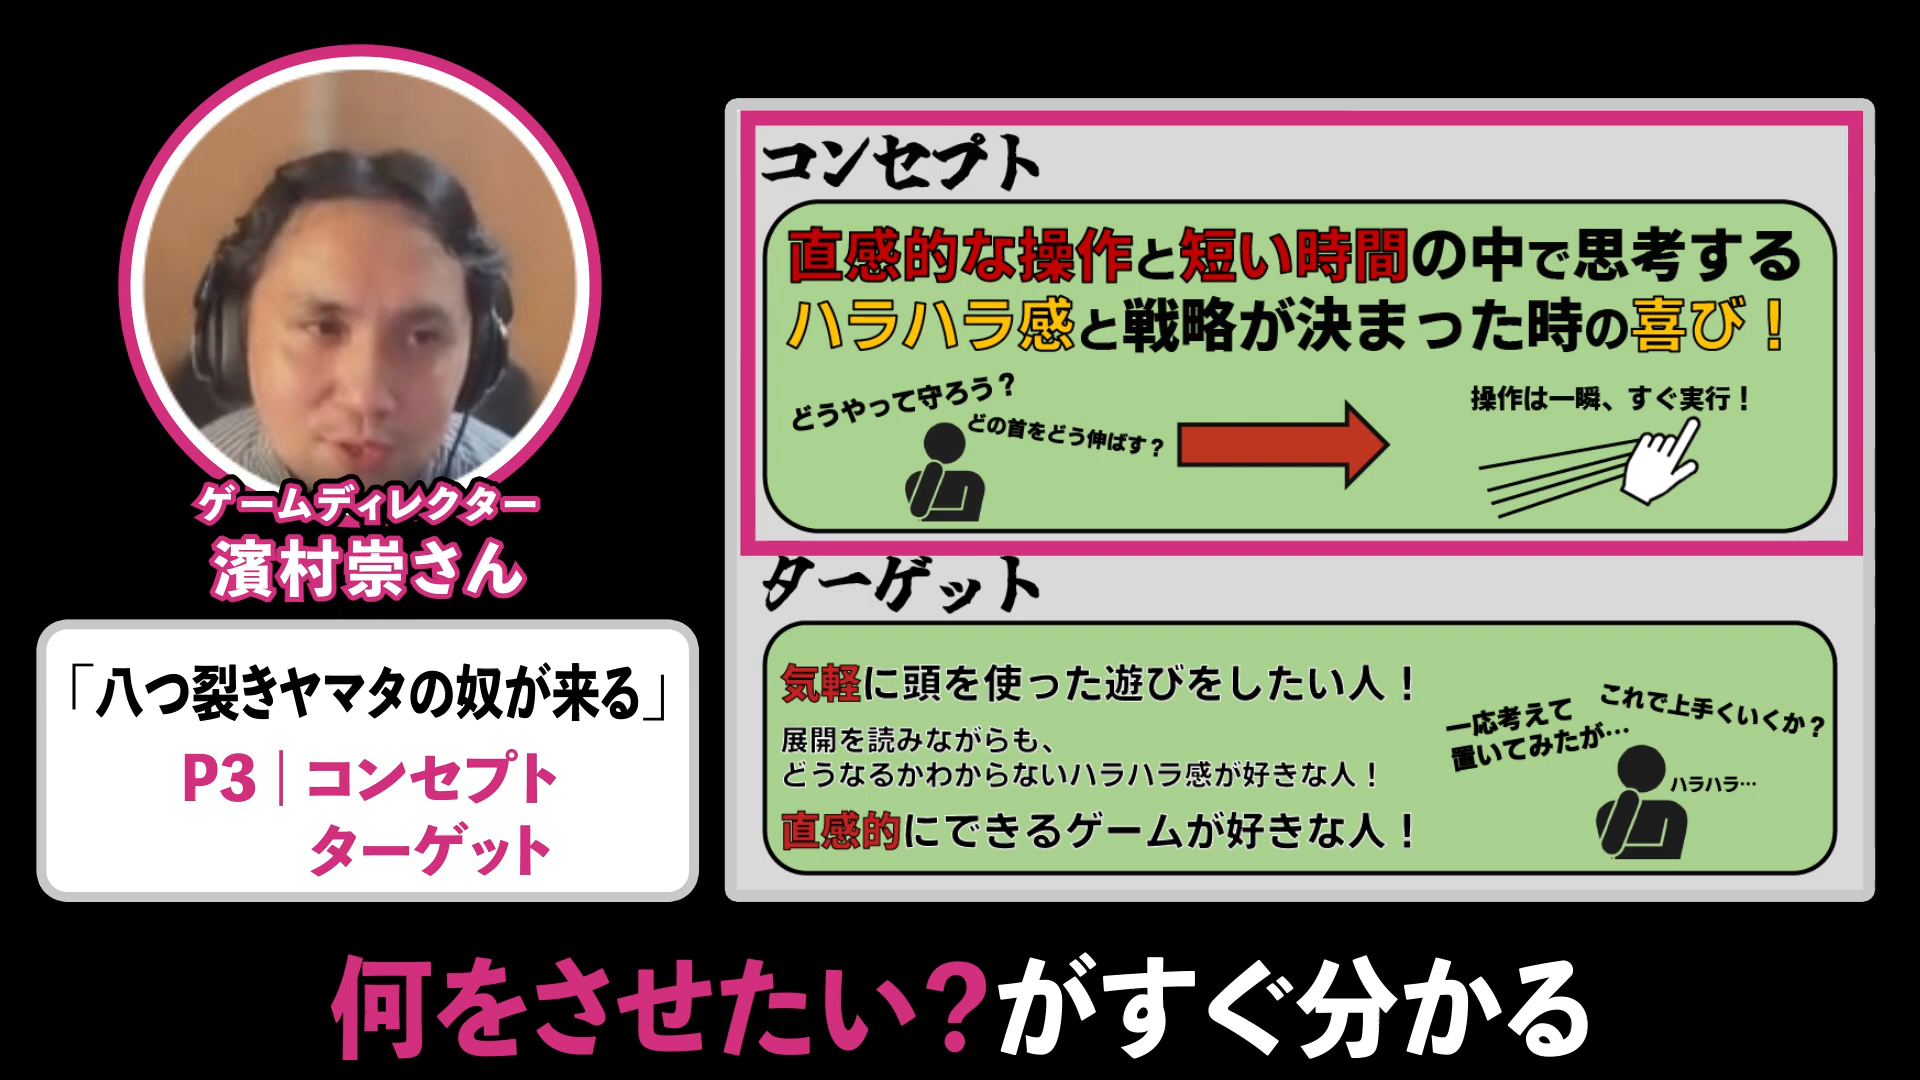 ゲームディレクター
濱村崇さん
「八つ裂きヤマタの奴が来る」
P3｜コンセプト
ターゲット
コンセプト
直感的な操作と短い時間の中で思考する
ハラハラ感と戦略が決まった時の喜び！
どうやって守ろう？
どの首をどう伸ばす？
操作は一瞬、すぐ実行！
ターゲット
気軽に頭を使った遊びをしたい人！
展開を読みながらも、
どうなるかわからないハラハラ感が好きな人！
直感的にできるゲームが好きな人！
一応考えて
置いてみたが…
これで上手くいくか？
ハラハラ…
何をさせたい？がすぐ分かる